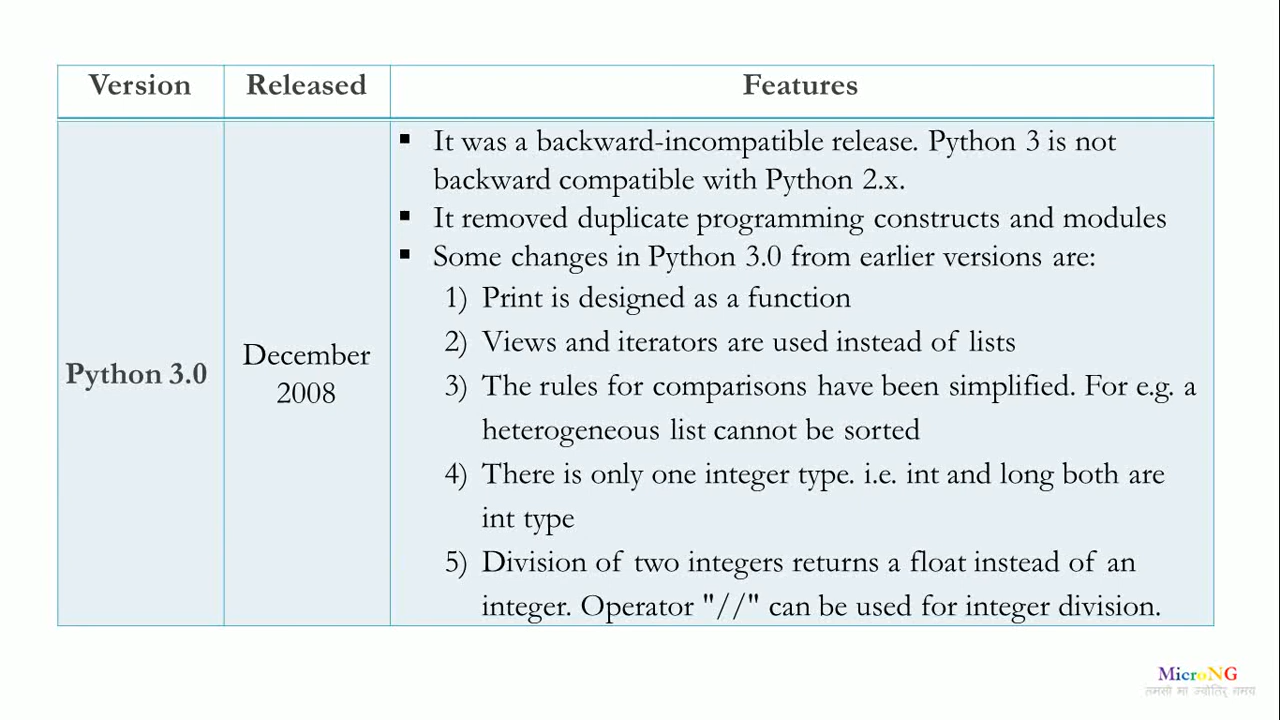 Version Released Features
▪ It was a backward-incompatible release. Python 3 is not
backward compatible with Python 2.x.
▪ It removed duplicate programming constructs and modules
▪ Some changes in Python 3.0 from earlier versions are:
1) Print is designed as a function
2) Views and iterators are used instead of lists
3) The rules for comparisons have been simplified. For e.g. a
heterogeneous list cannot be sorted
4) There is only one integer type. i.e. int and long both are
int type
5) Division of two integers returns a float instead of an
integer. Operator "//" can be used for integer division.
Python 3.0
December
2008
MicroNG
तमसो मा ज्योतिर् गमय